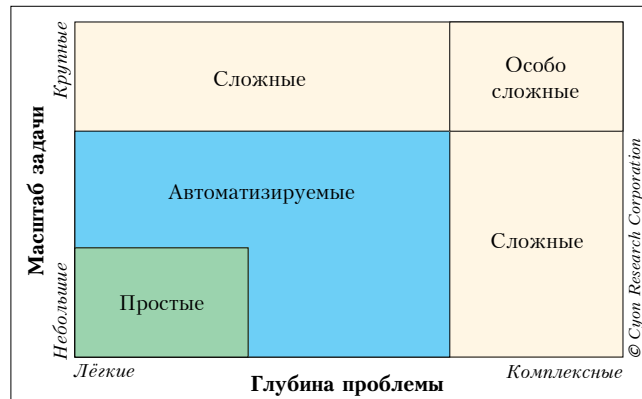 Крупные
Сложные
Особо
сложные
Масштаб задачи
Автоматизируемые
Сложные
Небольшие
Простые
© Cyon Research Corporation
Лёгкие
Комплексные
Глубина проблемы